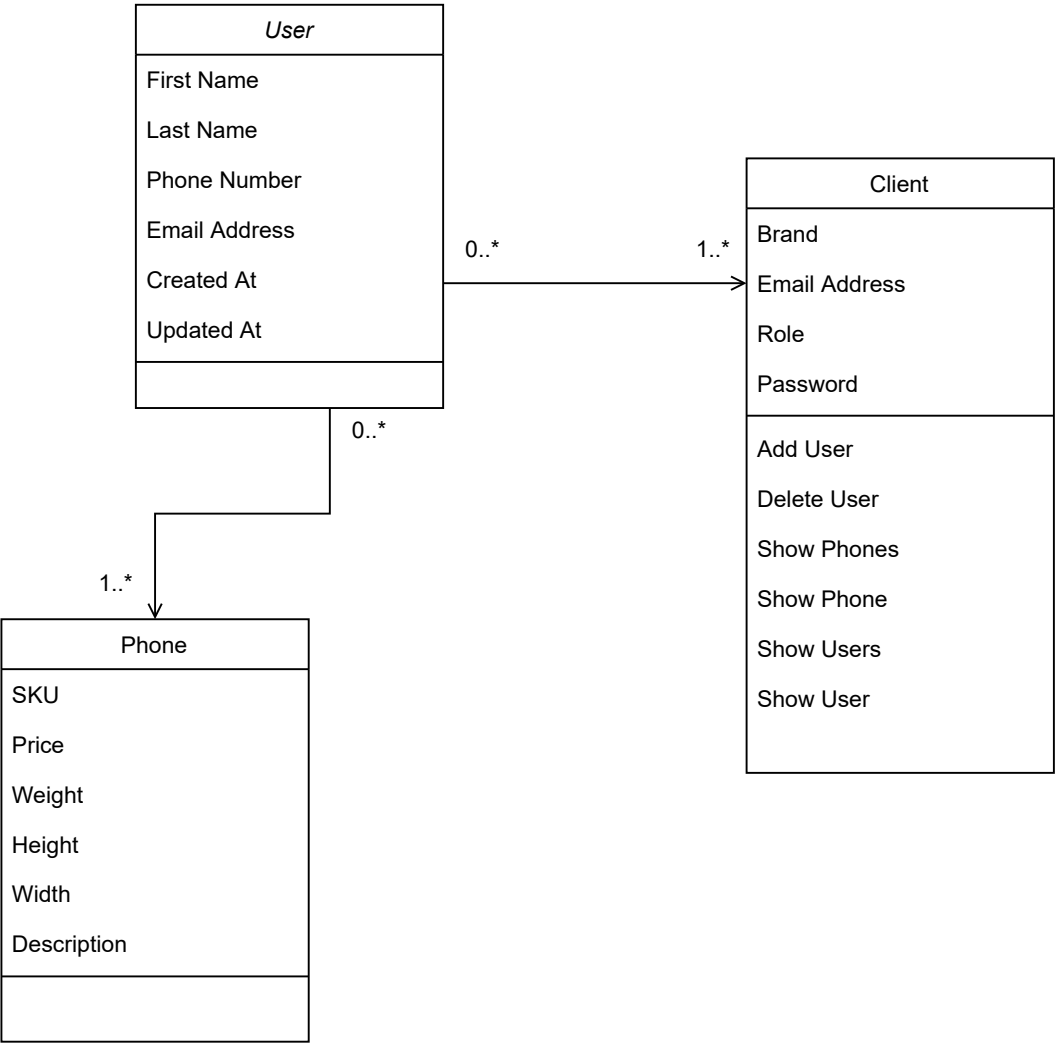 User
First Name
Last Name
Phone Number
Email Address
Created At
Updated At
0..*
1..*
Client
Brand
Email Address
Role
Password
Add User
Delete User
Show Phones
Show Phone
Show Users
Show User
0..*
1..*
Phone
SKU
Price
Weight
Height
Width
Description